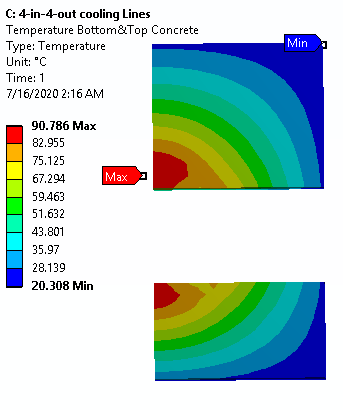 C: 4-in-4-out cooling Lines
Temperature Bottom&Top Concrete
Type: Temperature
Unit: °C
Time: 1
7/16/2020 2:16 AM
90.786 Max
82.955
75.125
67.294
59.463
51.632
43.801
35.97
28.139
20.308 Min
Min
Max